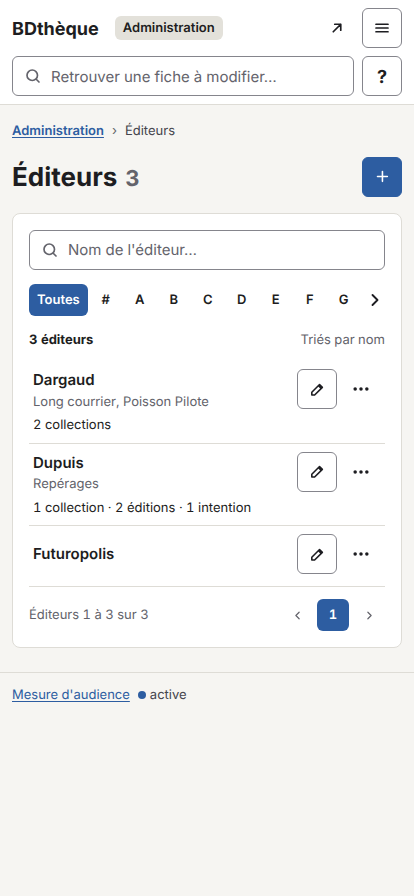 BDthèque Administration
Retrouver une fiche à modifier... ?
Administration › Éditeurs
Éditeurs 3
Nom de l'éditeur...
Toutes # A B C D E F G
3 éditeurs Triés par nom
Dargaud
Long courrier, Poisson Pilote
2 collections
Dupuis
Repérages
1 collection · 2 éditions · 1 intention
Futuropolis
Éditeurs 1 à 3 sur 3 ‹ 1 ›
Mesure d'audience active